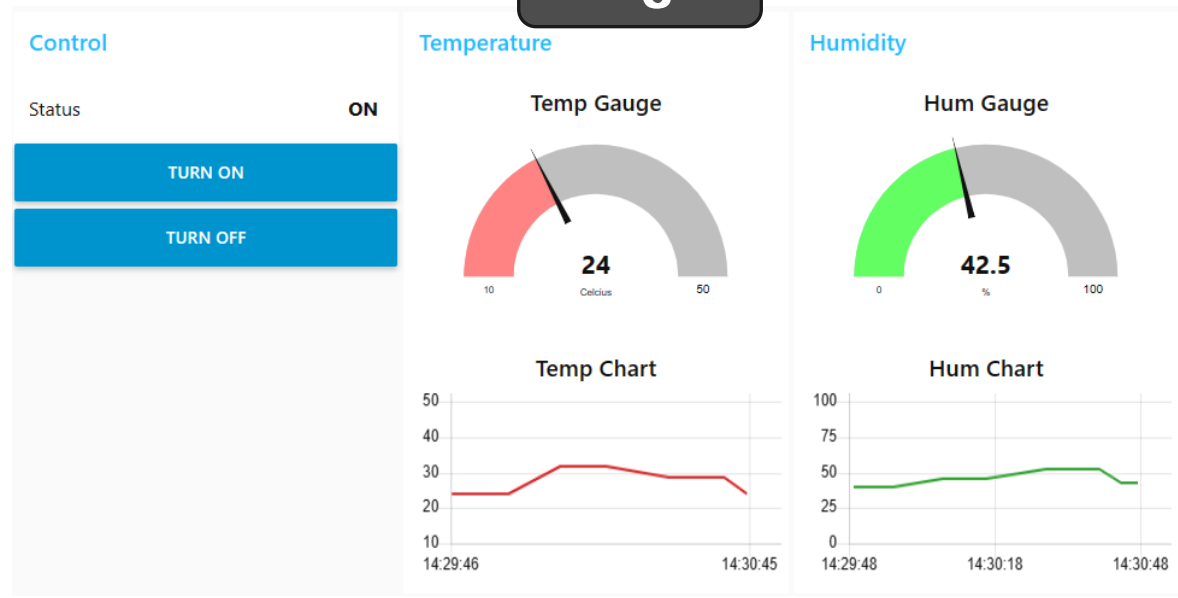 Control
Status ON
TURN ON
TURN OFF
Temperature
Temp Gauge
24
10 Celcius 50
Temp Chart
50
40
30
20
10
14:29:46 14:30:45
Humidity
Hum Gauge
42.5
0 % 100
Hum Chart
100
75
50
25
0
14:29:48 14:30:18 14:30:48